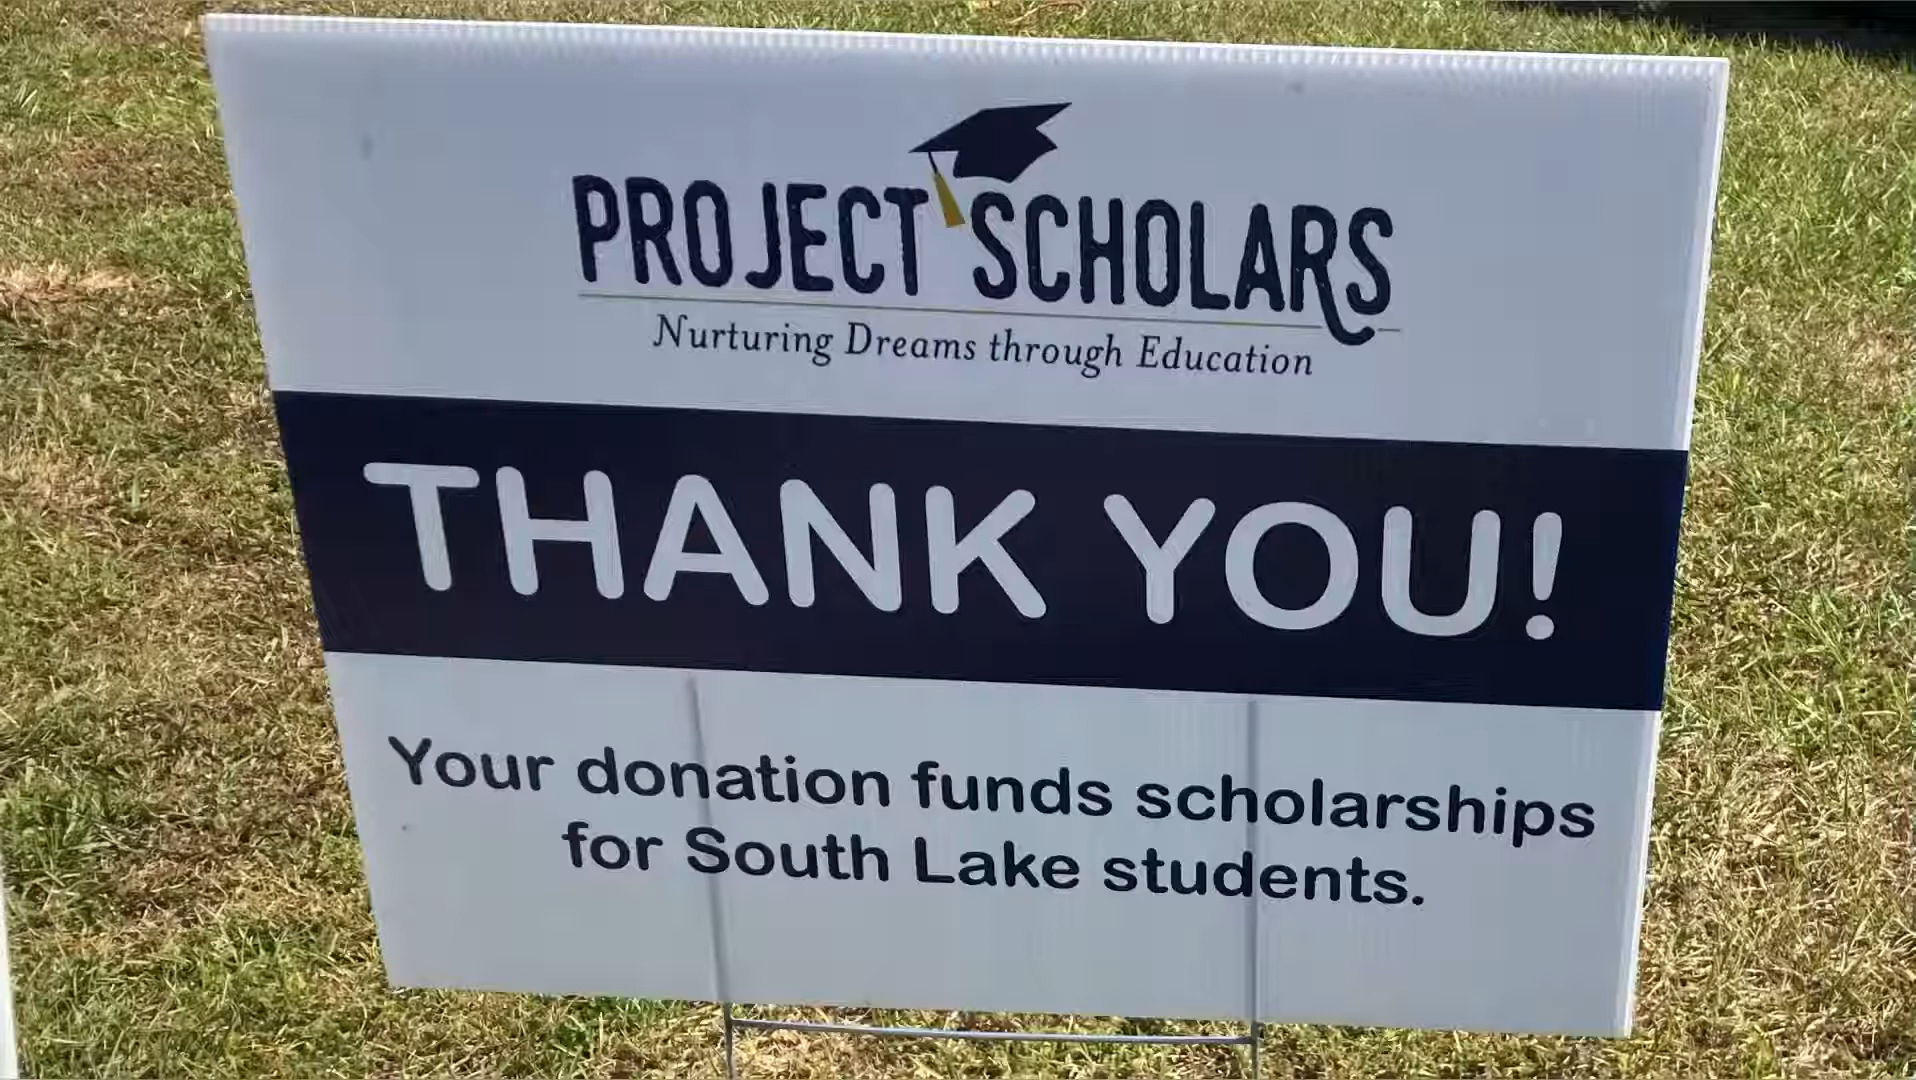 PROJECT SCHOLARS
Nurturing Dreams through Education
THANK YOU!
Your donation funds scholarships
for South Lake students.